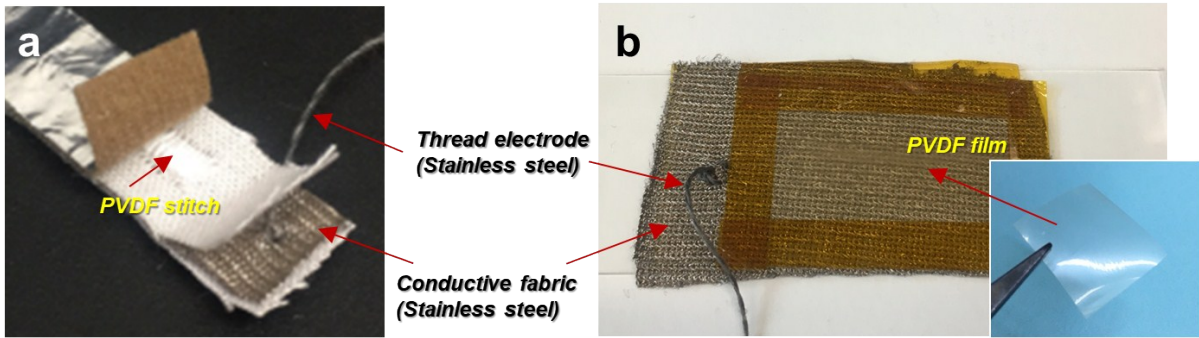 a
b
Thread electrode
(Stainless steel)
PVDF film
PVDF stitch
Conductive fabric
(Stainless steel)